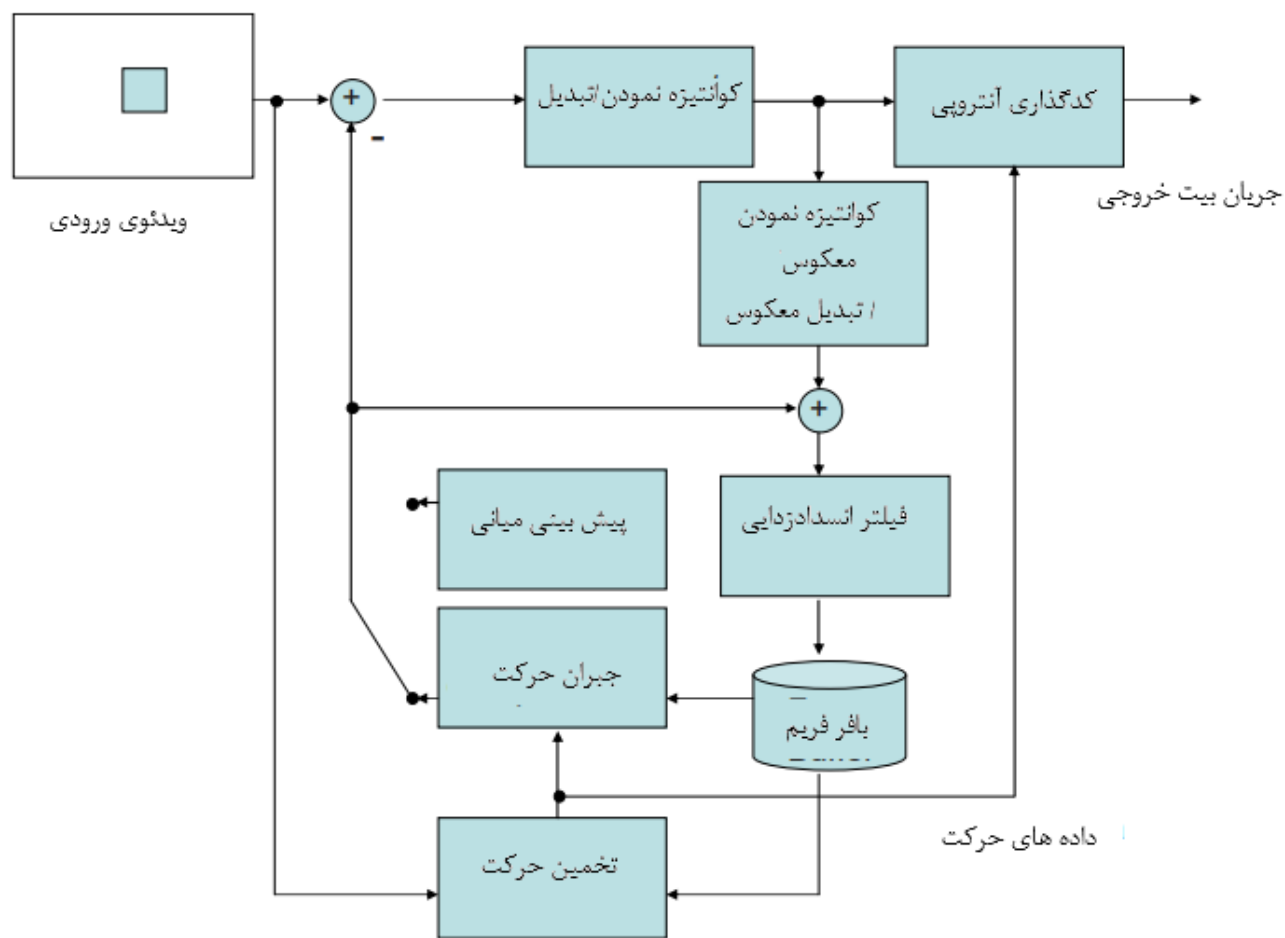 کوانتیزه نمودن/تبدیل
کدگذاری آنتروپی
+
-
ویدئوی ورودی
جریان بیت خروجی
کوانتیزه نمودن
معکوس
/ تبدیل معکوس
+
فیلتر انسدادزدایی
پیش بینی میانی
جبران حرکت
بافر فریم
داده های حرکت
تخمین حرکت